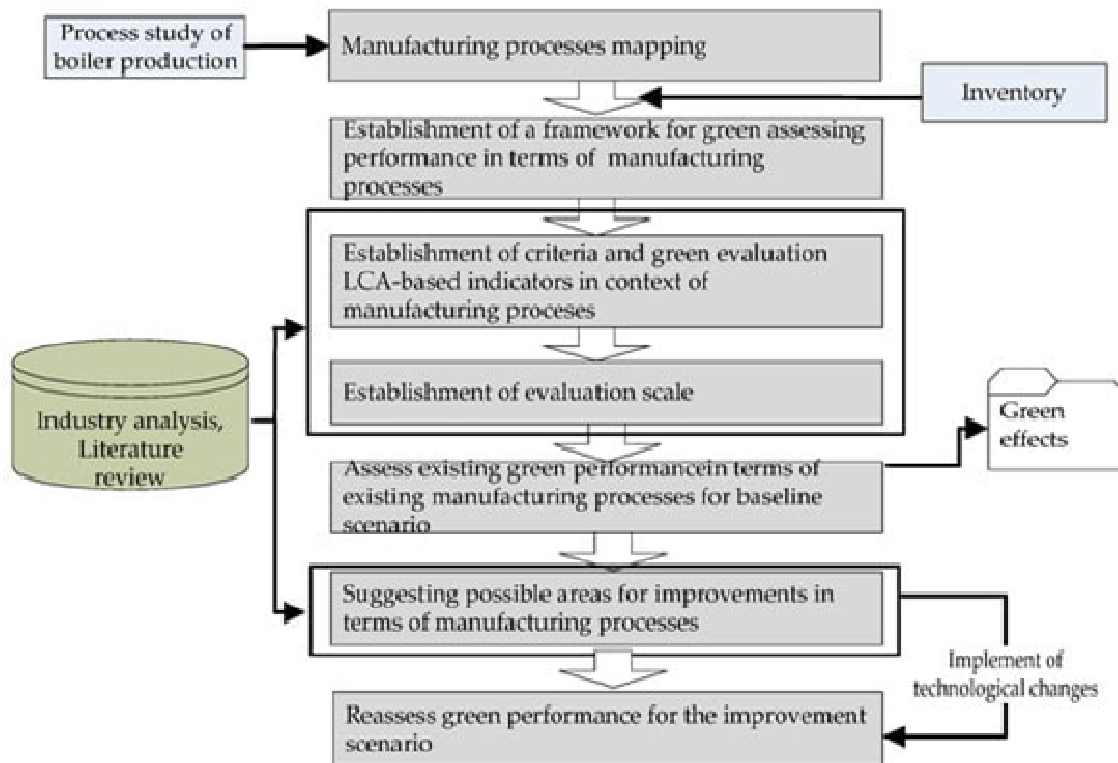 Process study of
boiler production
Manufacturing processes mapping
Inventory
Establishment of a framework for green assessing
performance in terms of manufacturing
processes
Establishment of criteria and green evaluation
LCA-based indicators in context of
manufacturing proceses
Establishment of evaluation scale
Industry analysis,
Literature
review
Green
effects
Assess existing green performancein terms of
existing manufacturing processes for baseline
scenario
Suggesting possible areas for improvements in
terms of manufacturing processes
Implement of
technological changes
Reassess green performance for the improvement
scenario